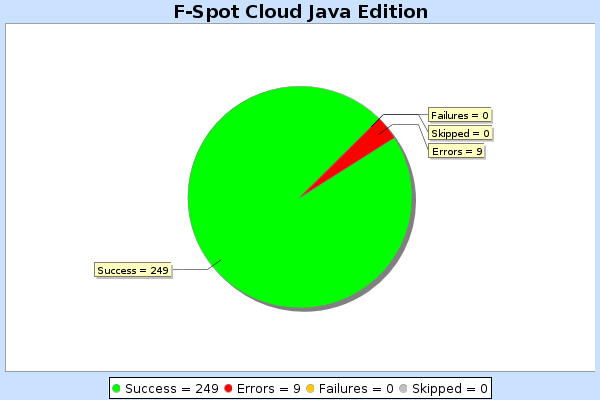 F-Spot Cloud Java Edition
Failures = 0
Skipped = 0
Errors = 9
Success = 249
Success = 249 Errors = 9 Failures = 0 Skipped = 0